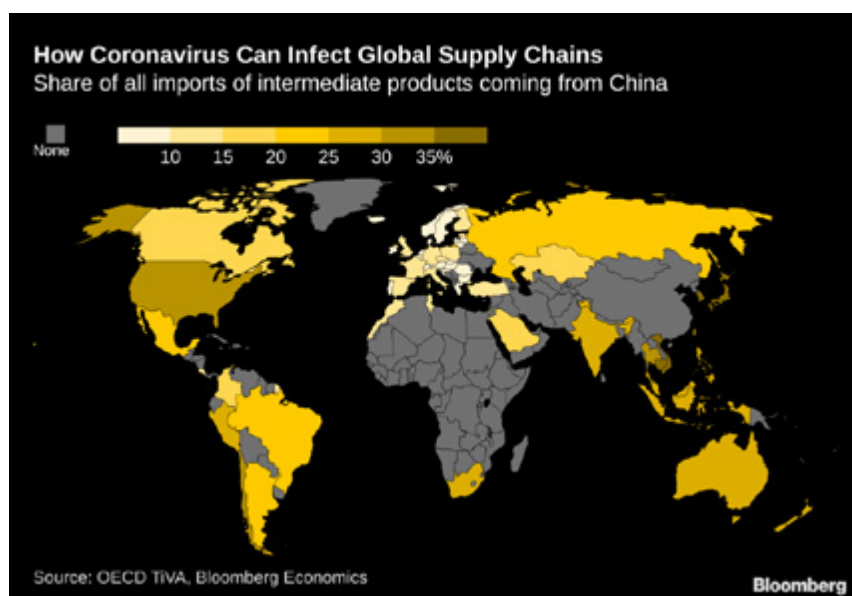 How Coronavirus Can Infect Global Supply Chains
Share of all imports of intermediate products coming from China
None
10 15 20 25 30 35%
Source: OECD TiVA, Bloomberg Economics
Bloomberg